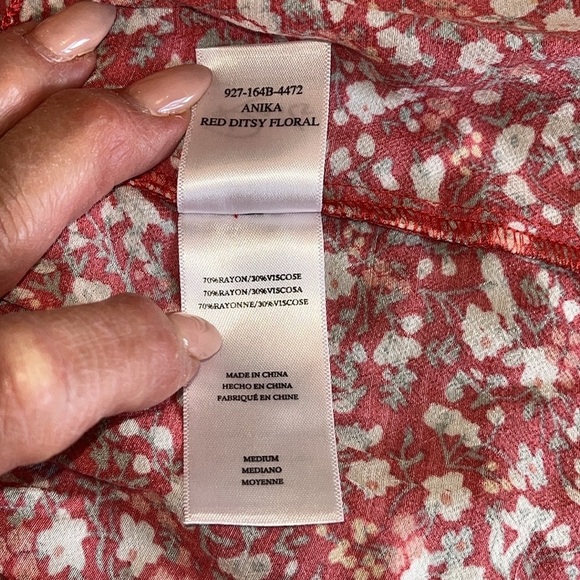 927-164B-4472
ANIKA
RED DITSY FLORAL
70%RAYON/30%VISCOSE
70%RAYON/30%VISCOSA
70%RAYONNE/30%VISCOSE
MADE IN CHINA
HECHO EN CHINA
FABRIQUÉ EN CHINE
MEDIUM
MEDIANO
MOYENNE